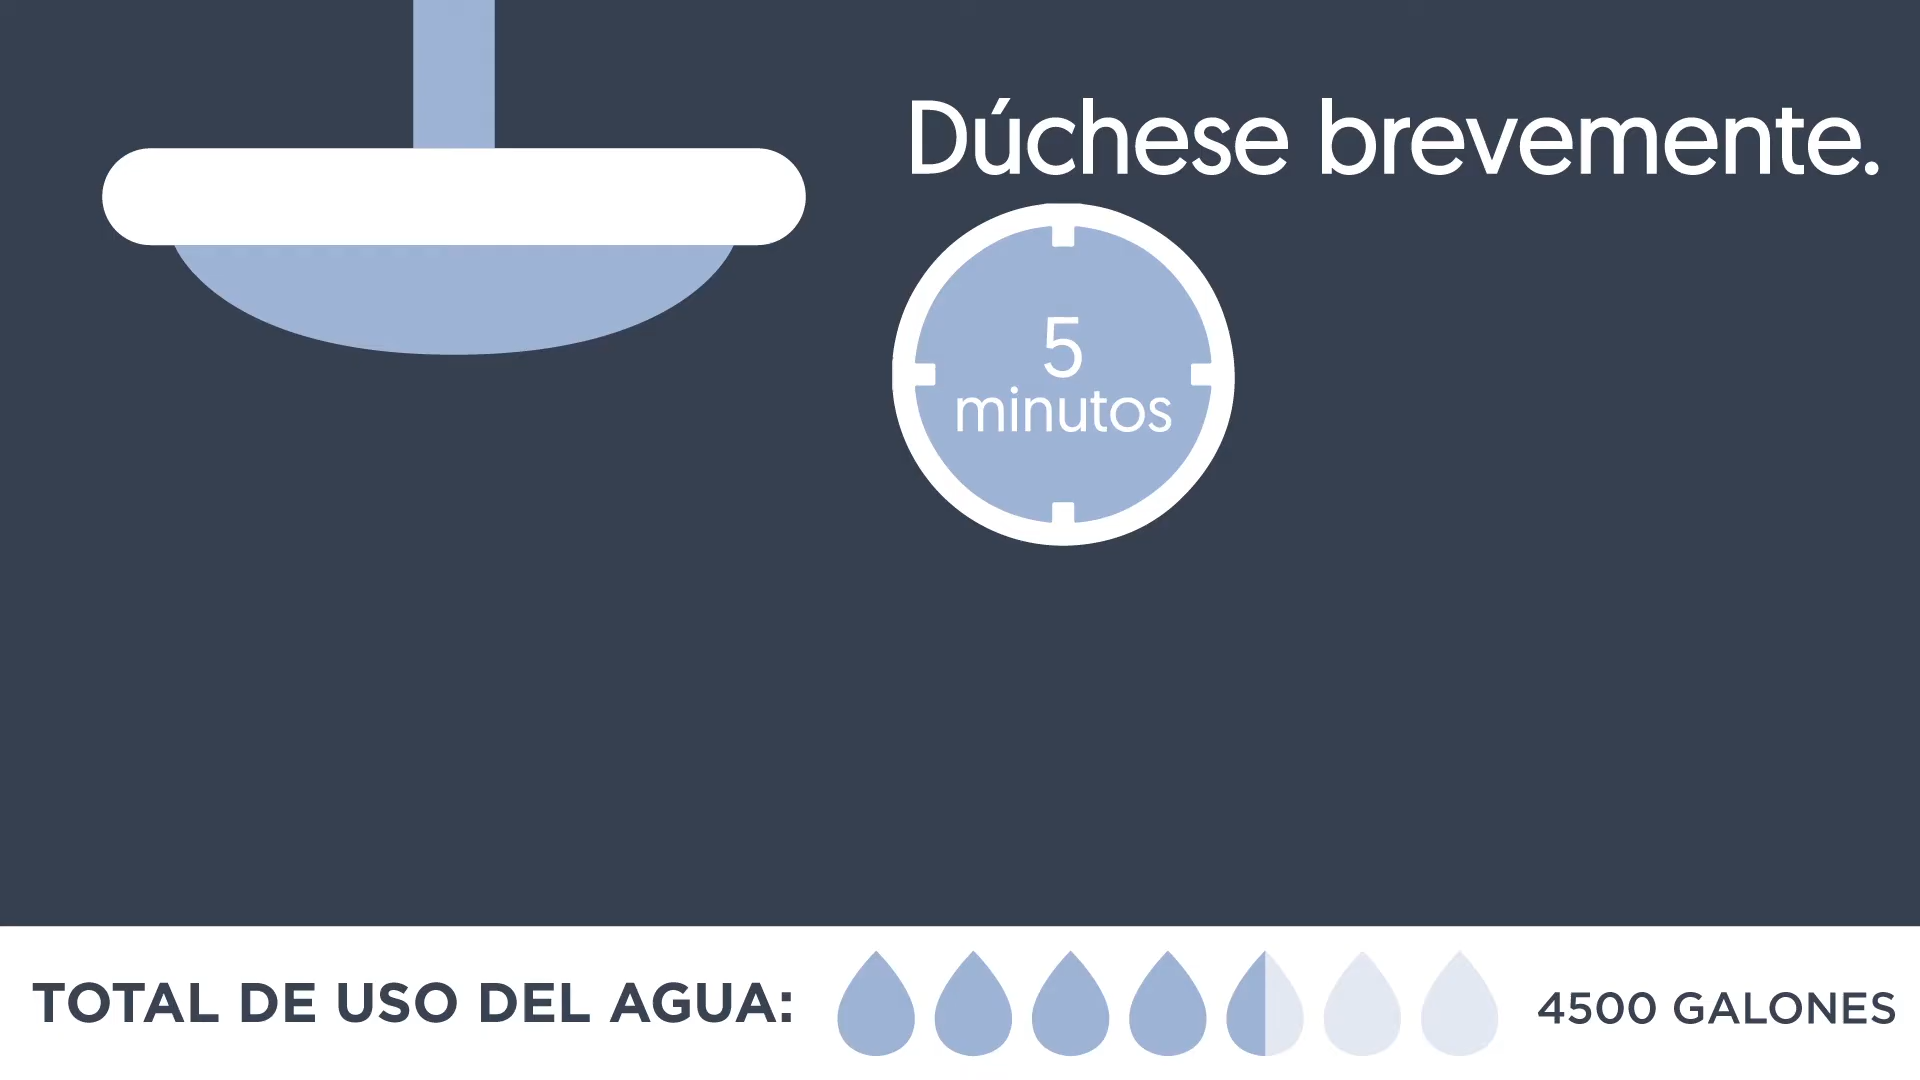 Dúchese brevemente.
5
minutos
TOTAL DE USO DEL AGUA:
4500 GALONES